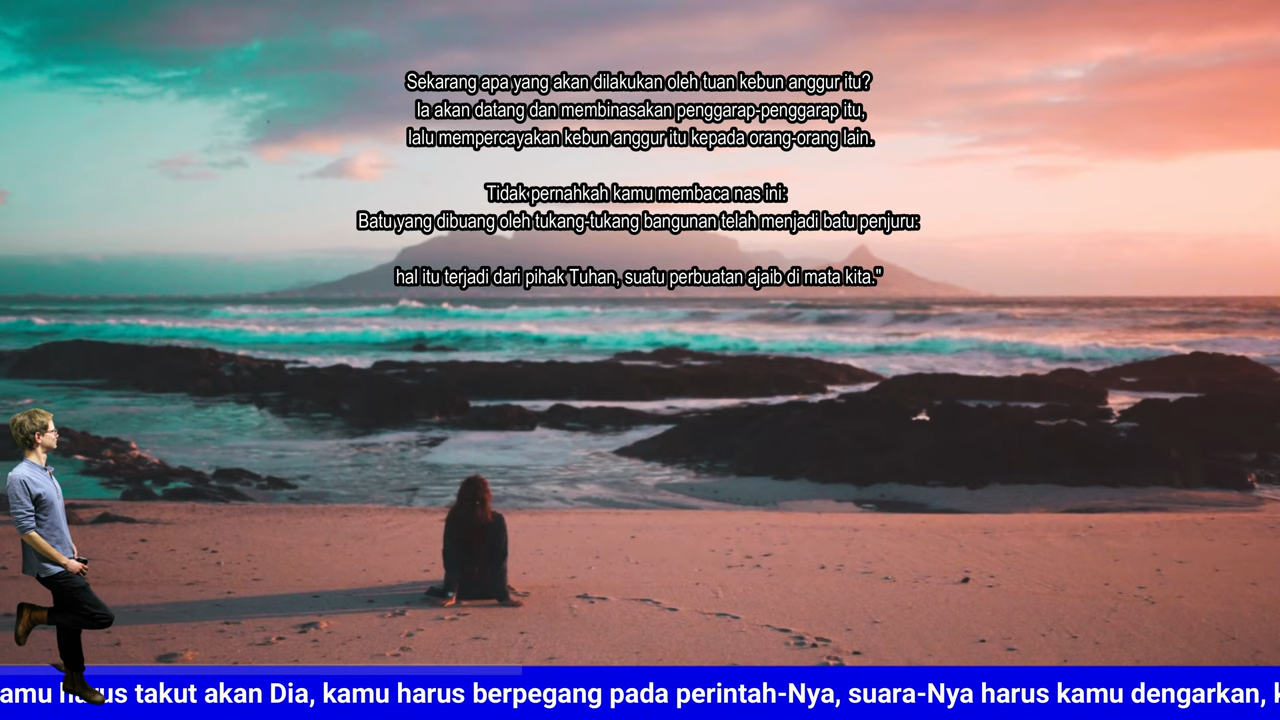 Sekarang apa yang akan dilakukan oleh tuan kebun anggur itu?
Ia akan datang dan membinasakan penggarap-penggarap itu,
lalu mempercayakan kebun anggur itu kepada orang-orang lain.
Tidak pernahkah kamu membaca nas ini:
Batu yang dibuang oleh tukang-tukang bangunan telah menjadi batu penjuru:
hal itu terjadi dari pihak Tuhan, suatu perbuatan ajaib di mata kita."
takut akan Dia, kamu harus berpegang pada perintah-Nya, suara-Nya harus kamu dengarkan,